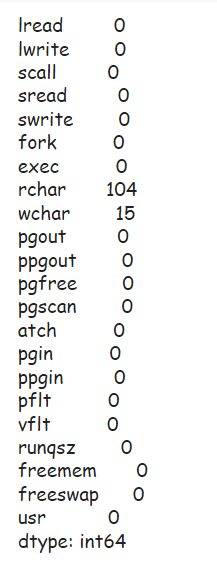 lread 0
lwrite 0
scall 0
sread 0
swrite 0
fork 0
exec 0
rchar 104
wchar 15
pgout 0
ppgout 0
pgfree 0
pgscan 0
atch 0
pgin 0
ppgin 0
pflt 0
vflt 0
runqsz 0
freemem 0
freeswap 0
usr 0
dtype: int64